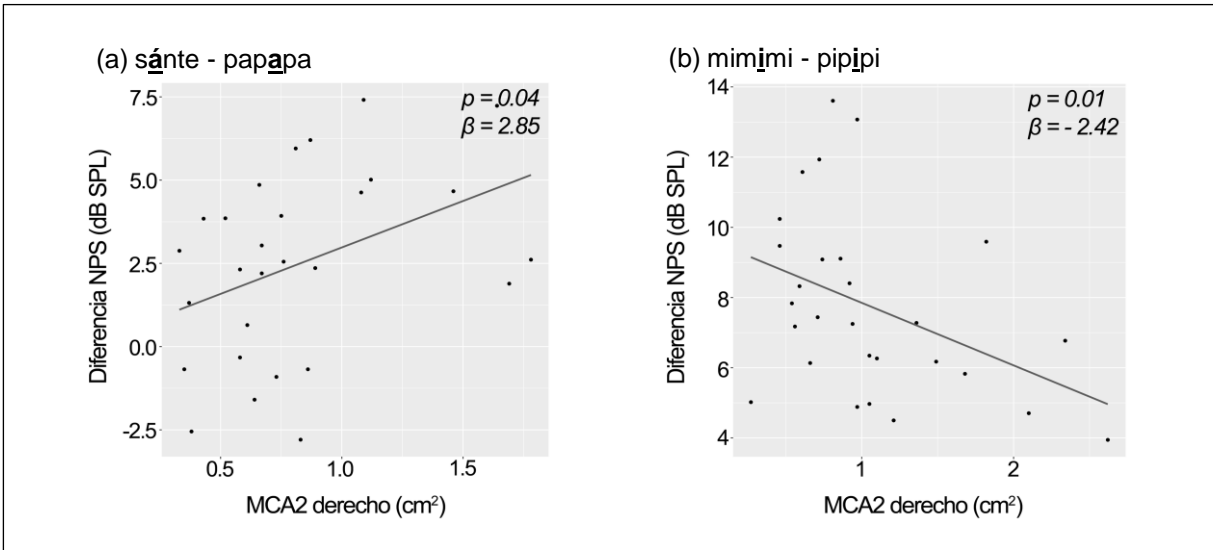 (a) sánte - papapa
p = 0.04
β = 2.85
7.5
5.0
2.5
0.0
-2.5
Diferencia NPS (dB SPL)
0.5 1.0 1.5
MCA2 derecho (cm²)
(b) mimimi - pipipi
p = 0.01
β = - 2.42
14
12
10
8
6
4
Diferencia NPS (dB SPL)
1 2
MCA2 derecho (cm²)